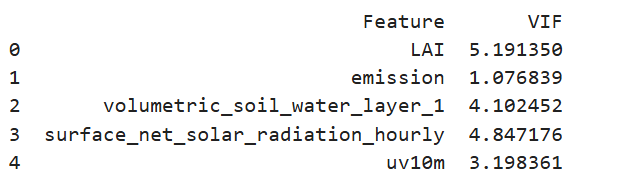 Feature VIF
0 LAI 5.191350
1 emission 1.076839
2 volumetric_soil_water_layer_1 4.102452
3 surface_net_solar_radiation_hourly 4.847176
4 uv10m 3.198361